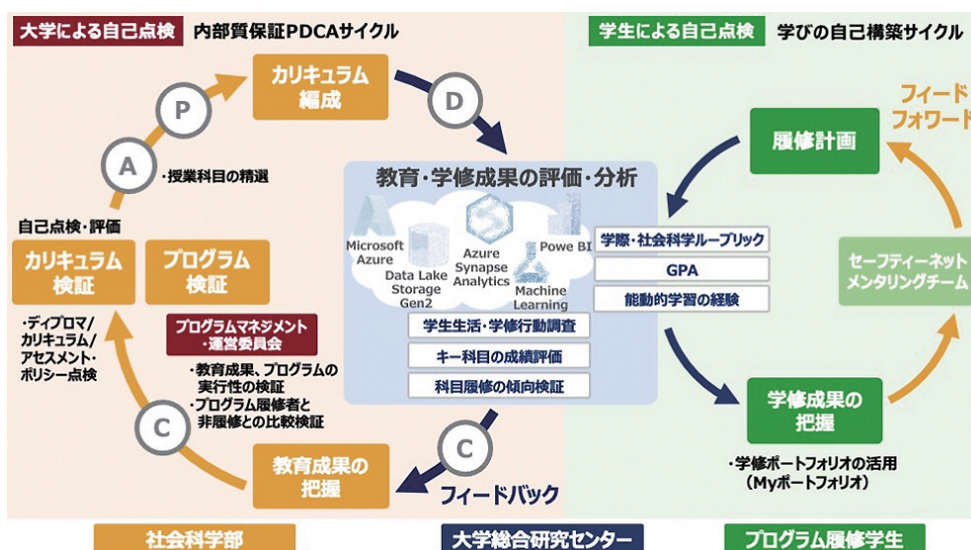 大学による自己点検 内部質保証PDCAサイクル
学生による自己点検 学びの自己構築サイクル
カリキュラム
編成
P
D
A
・授業科目の精選
自己点検・評価
カリキュラム
検証
プログラム
検証
・ディプロマ/
カリキュラム/
アセスメント・
ポリシー点検
プログラムマネジメント
・運営委員会
・教育成果、プログラムの
実行性の検証
・プログラム履修者と
非履修との比較検証
C
教育成果の
把握
C
フィードバック
教育・学修成果の評価・分析
Microsoft
Azure
Data Lake
Storage
Gen2
Azure
Synapse
Analytics
Machine
Learning
Powe BI
学生生活・学修行動調査
キー科目の成績評価
科目履修の傾向検証
学際・社会科学ルーブリック
GPA
能動的学習の経験
履修計画
フィード
フォワード
セーフティーネット
メンタリングチーム
学修成果の
把握
・学修ポートフォリオの活用
（Myポートフォリオ）
社会科学部
大学総合研究センター
プログラム履修学生